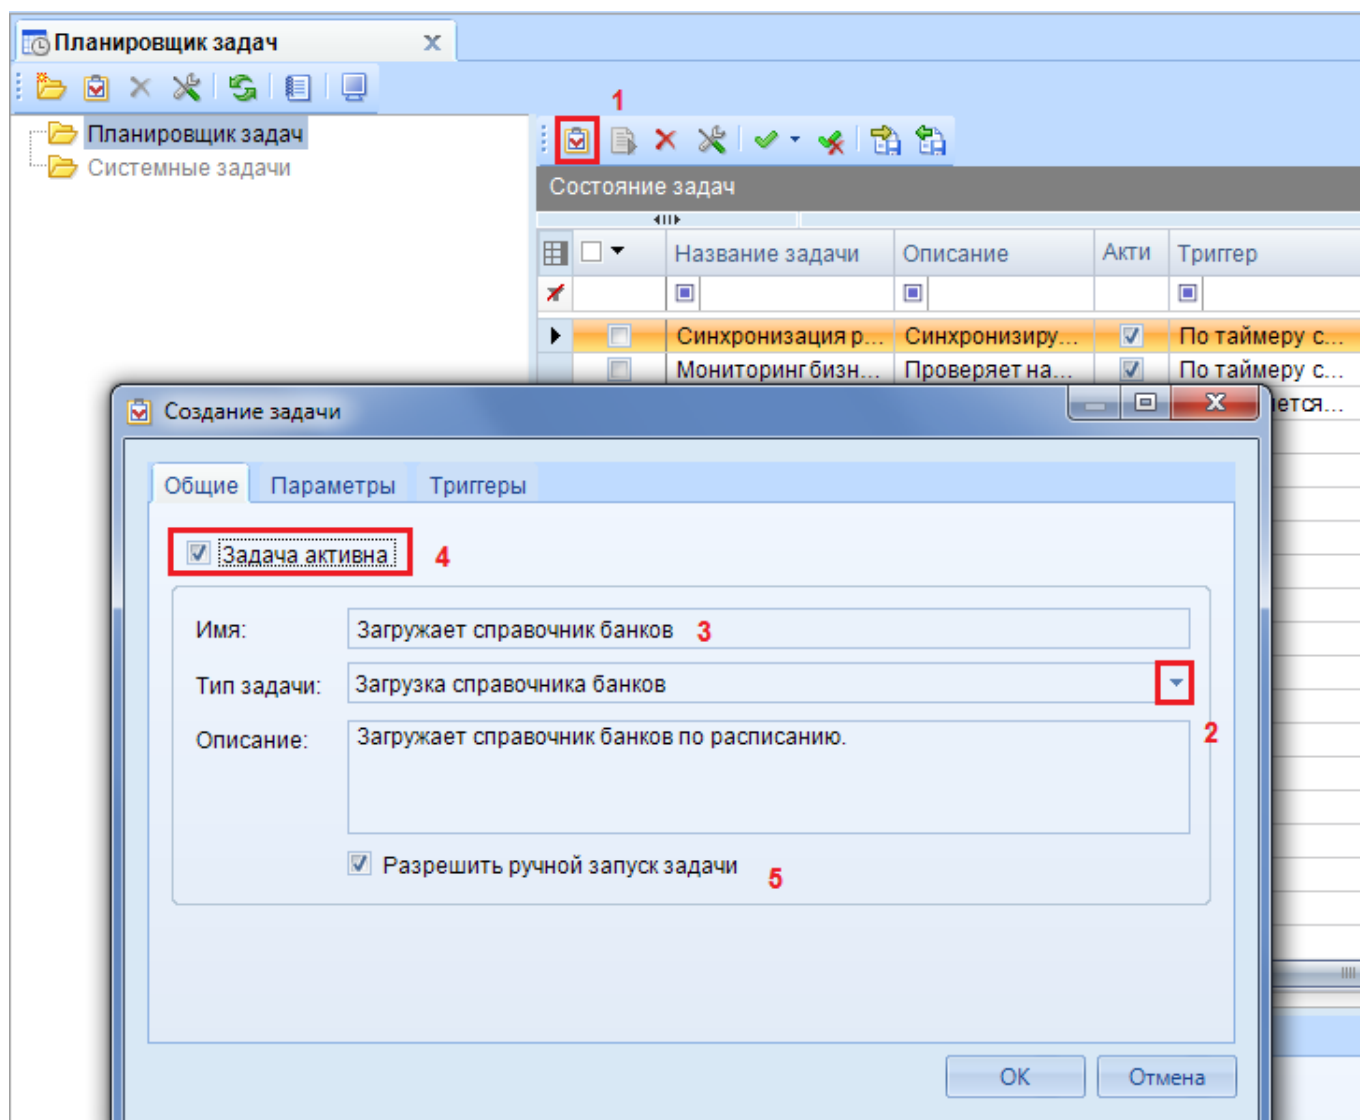 Планировщик задач
1
Планировщик задач
Системные задачи
Состояние задач
Название задачи Описание Акти Триггер
Синхронизация р... Синхронизиру... По таймеру с...
Мониторинг бизн... Проверяет на... По таймеру с...
Создание задачи
ется...
Общие Параметры Триггеры
Задача активна 4
Имя: Загружает справочник банков 3
Тип задачи: Загрузка справочника банков
2
Описание: Загружает справочник банков по расписанию.
Разрешить ручной запуск задачи 5
ОК Отмена